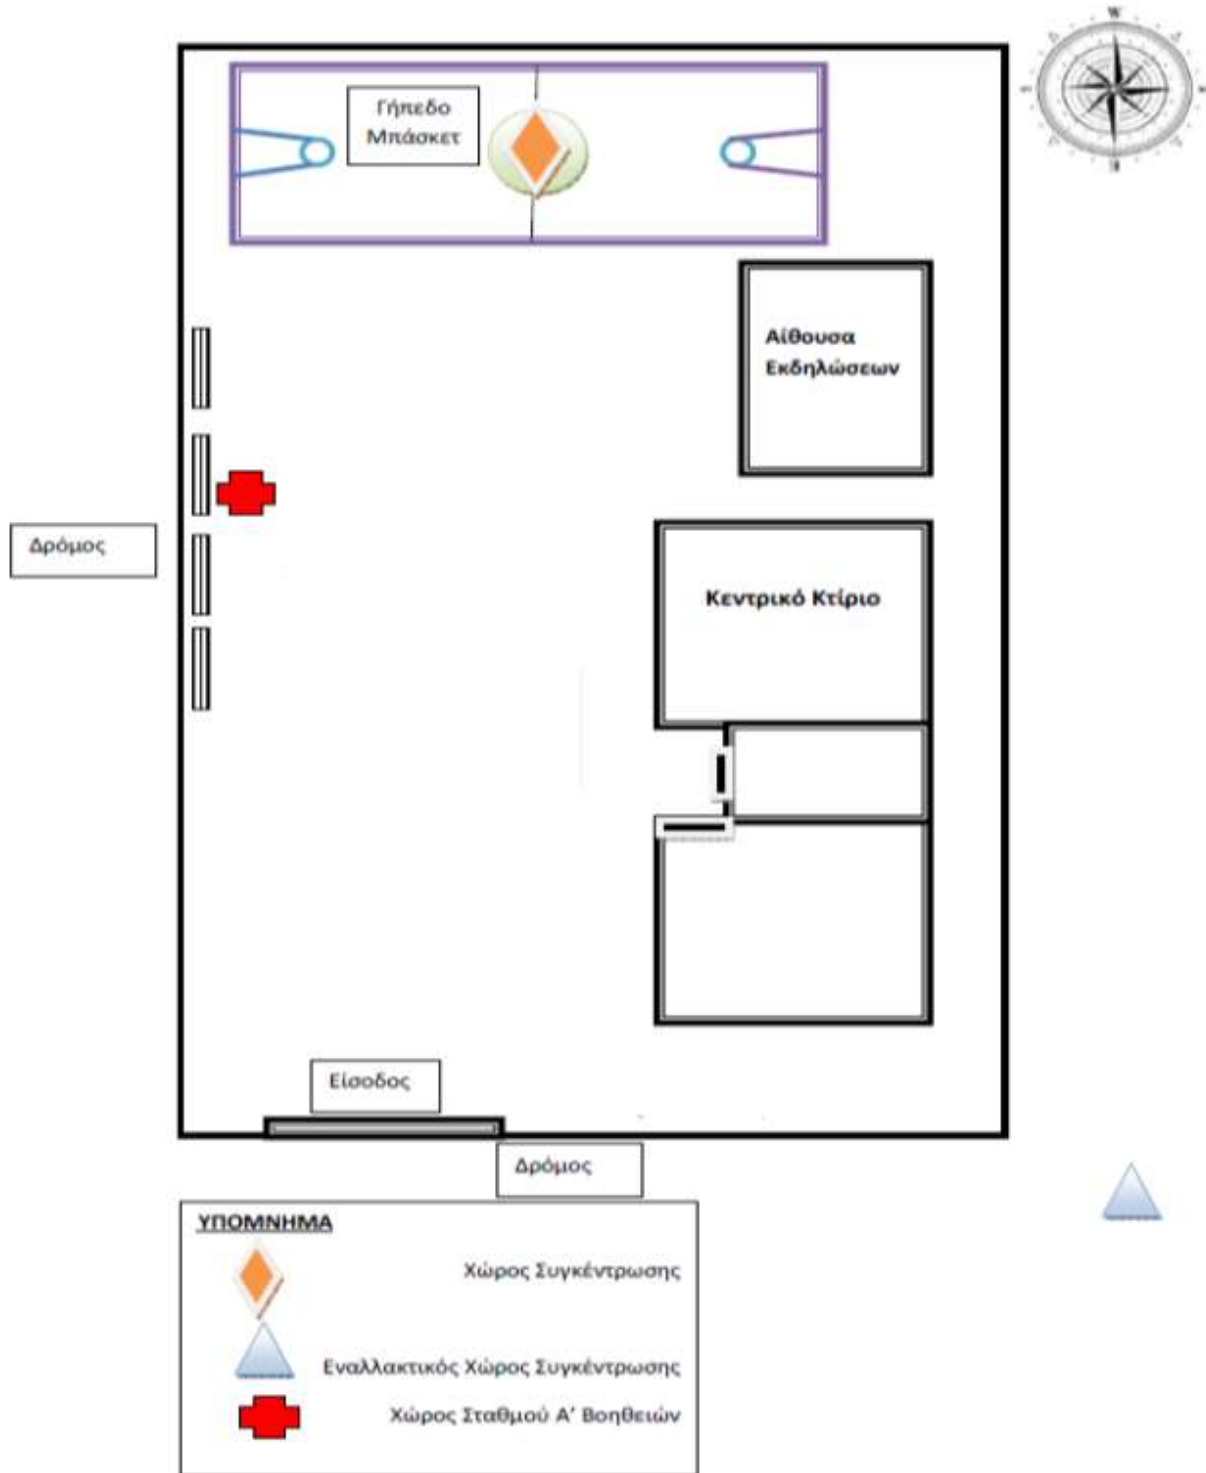 W
Γήπεδο
Μπάσκετ
Αίθουσα
Εκδηλώσεων
Δρόμος
Κεντρικό Κτίριο
Είσοδος
Δρόμος
ΥΠΟΜΝΗΜΑ
Χώρος Συγκέντρωσης
Εναλλακτικός Χώρος Συγκέντρωσης
Χώρος Σταθμού Α’ Βοηθειών